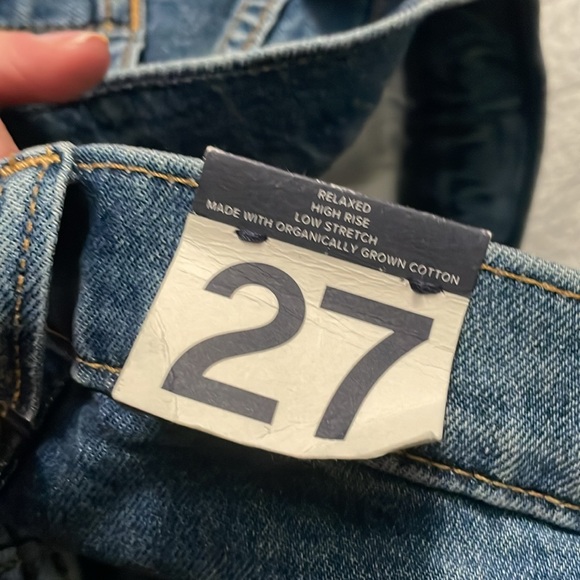 RELAXED
HIGH RISE
LOW STRETCH
MADE WITH ORGANICALLY GROWN COTTON
27